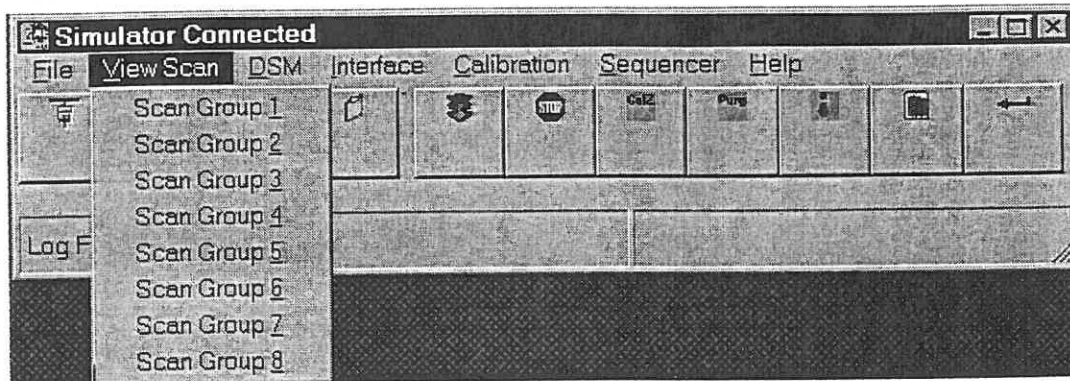 Simulator Connected
File View Scan DSM Interface Calibration Sequencer Help
STOP CalZ Purg
Scan Group 1
Scan Group 2
Scan Group 3
Scan Group 4
Scan Group 5
Scan Group 6
Scan Group 7
Scan Group 8
Log F